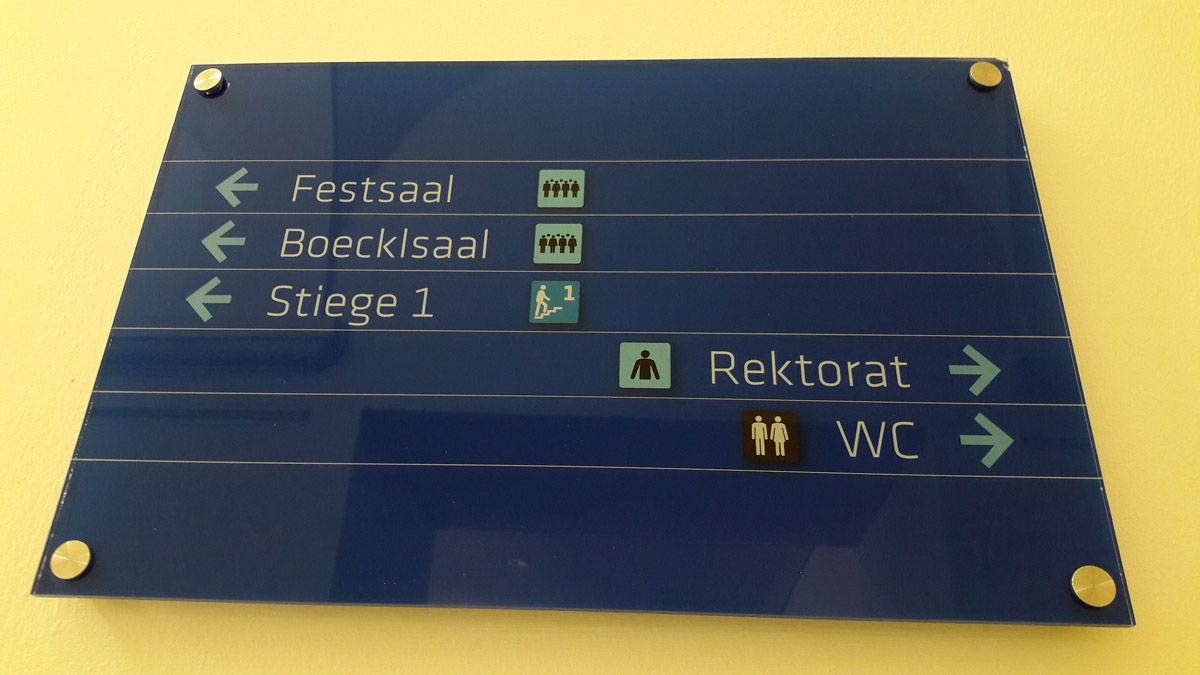 Festsaal
Boecklsaal
Stiege 1 1
Rektorat
WC